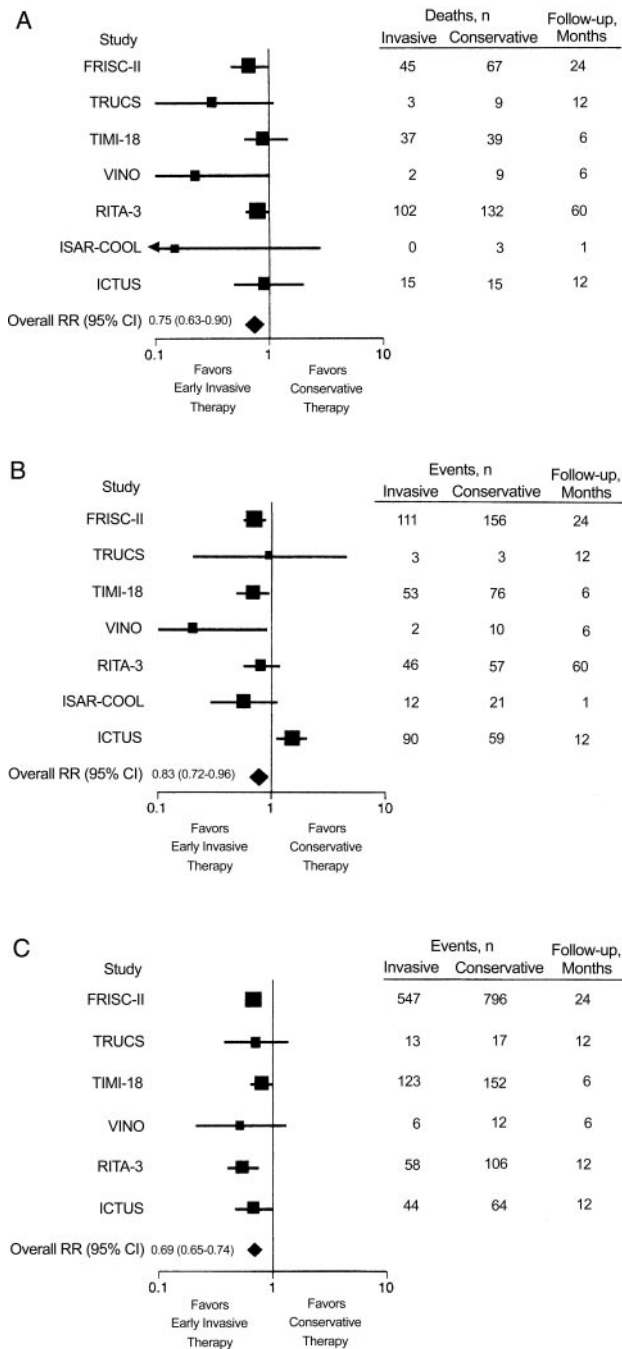 A
Deaths, n Follow-up,
Study Invasive Conservative Months
FRISC-II 45 67 24
TRUCS 3 9 12
TIMI-18 37 39 6
VINO 2 9 6
RITA-3 102 132 60
ISAR-COOL 0 3 1
ICTUS 15 15 12
Overall RR (95% CI) 0.75 (0.63-0.90)
0.1 1 10
Favors Favors
Early Invasive Conservative
Therapy Therapy
B
Events, n Follow-up,
Study Invasive Conservative Months
FRISC-II 111 156 24
TRUCS 3 3 12
TIMI-18 53 76 6
VINO 2 10 6
RITA-3 46 57 60
ISAR-COOL 12 21 1
ICTUS 90 59 12
Overall RR (95% CI) 0.83 (0.72-0.96)
0.1 1 10
Favors Favors
Early Invasive Conservative
Therapy Therapy
C
Events, n Follow-up,
Study Invasive Conservative Months
FRISC-II 547 796 24
TRUCS 13 17 12
TIMI-18 123 152 6
VINO 6 12 6
RITA-3 58 106 12
ICTUS 44 64 12
Overall RR (95% CI) 0.69 (0.65-0.74)
0.1 1 10
Favors Favors
Early Invasive Conservative
Therapy Therapy